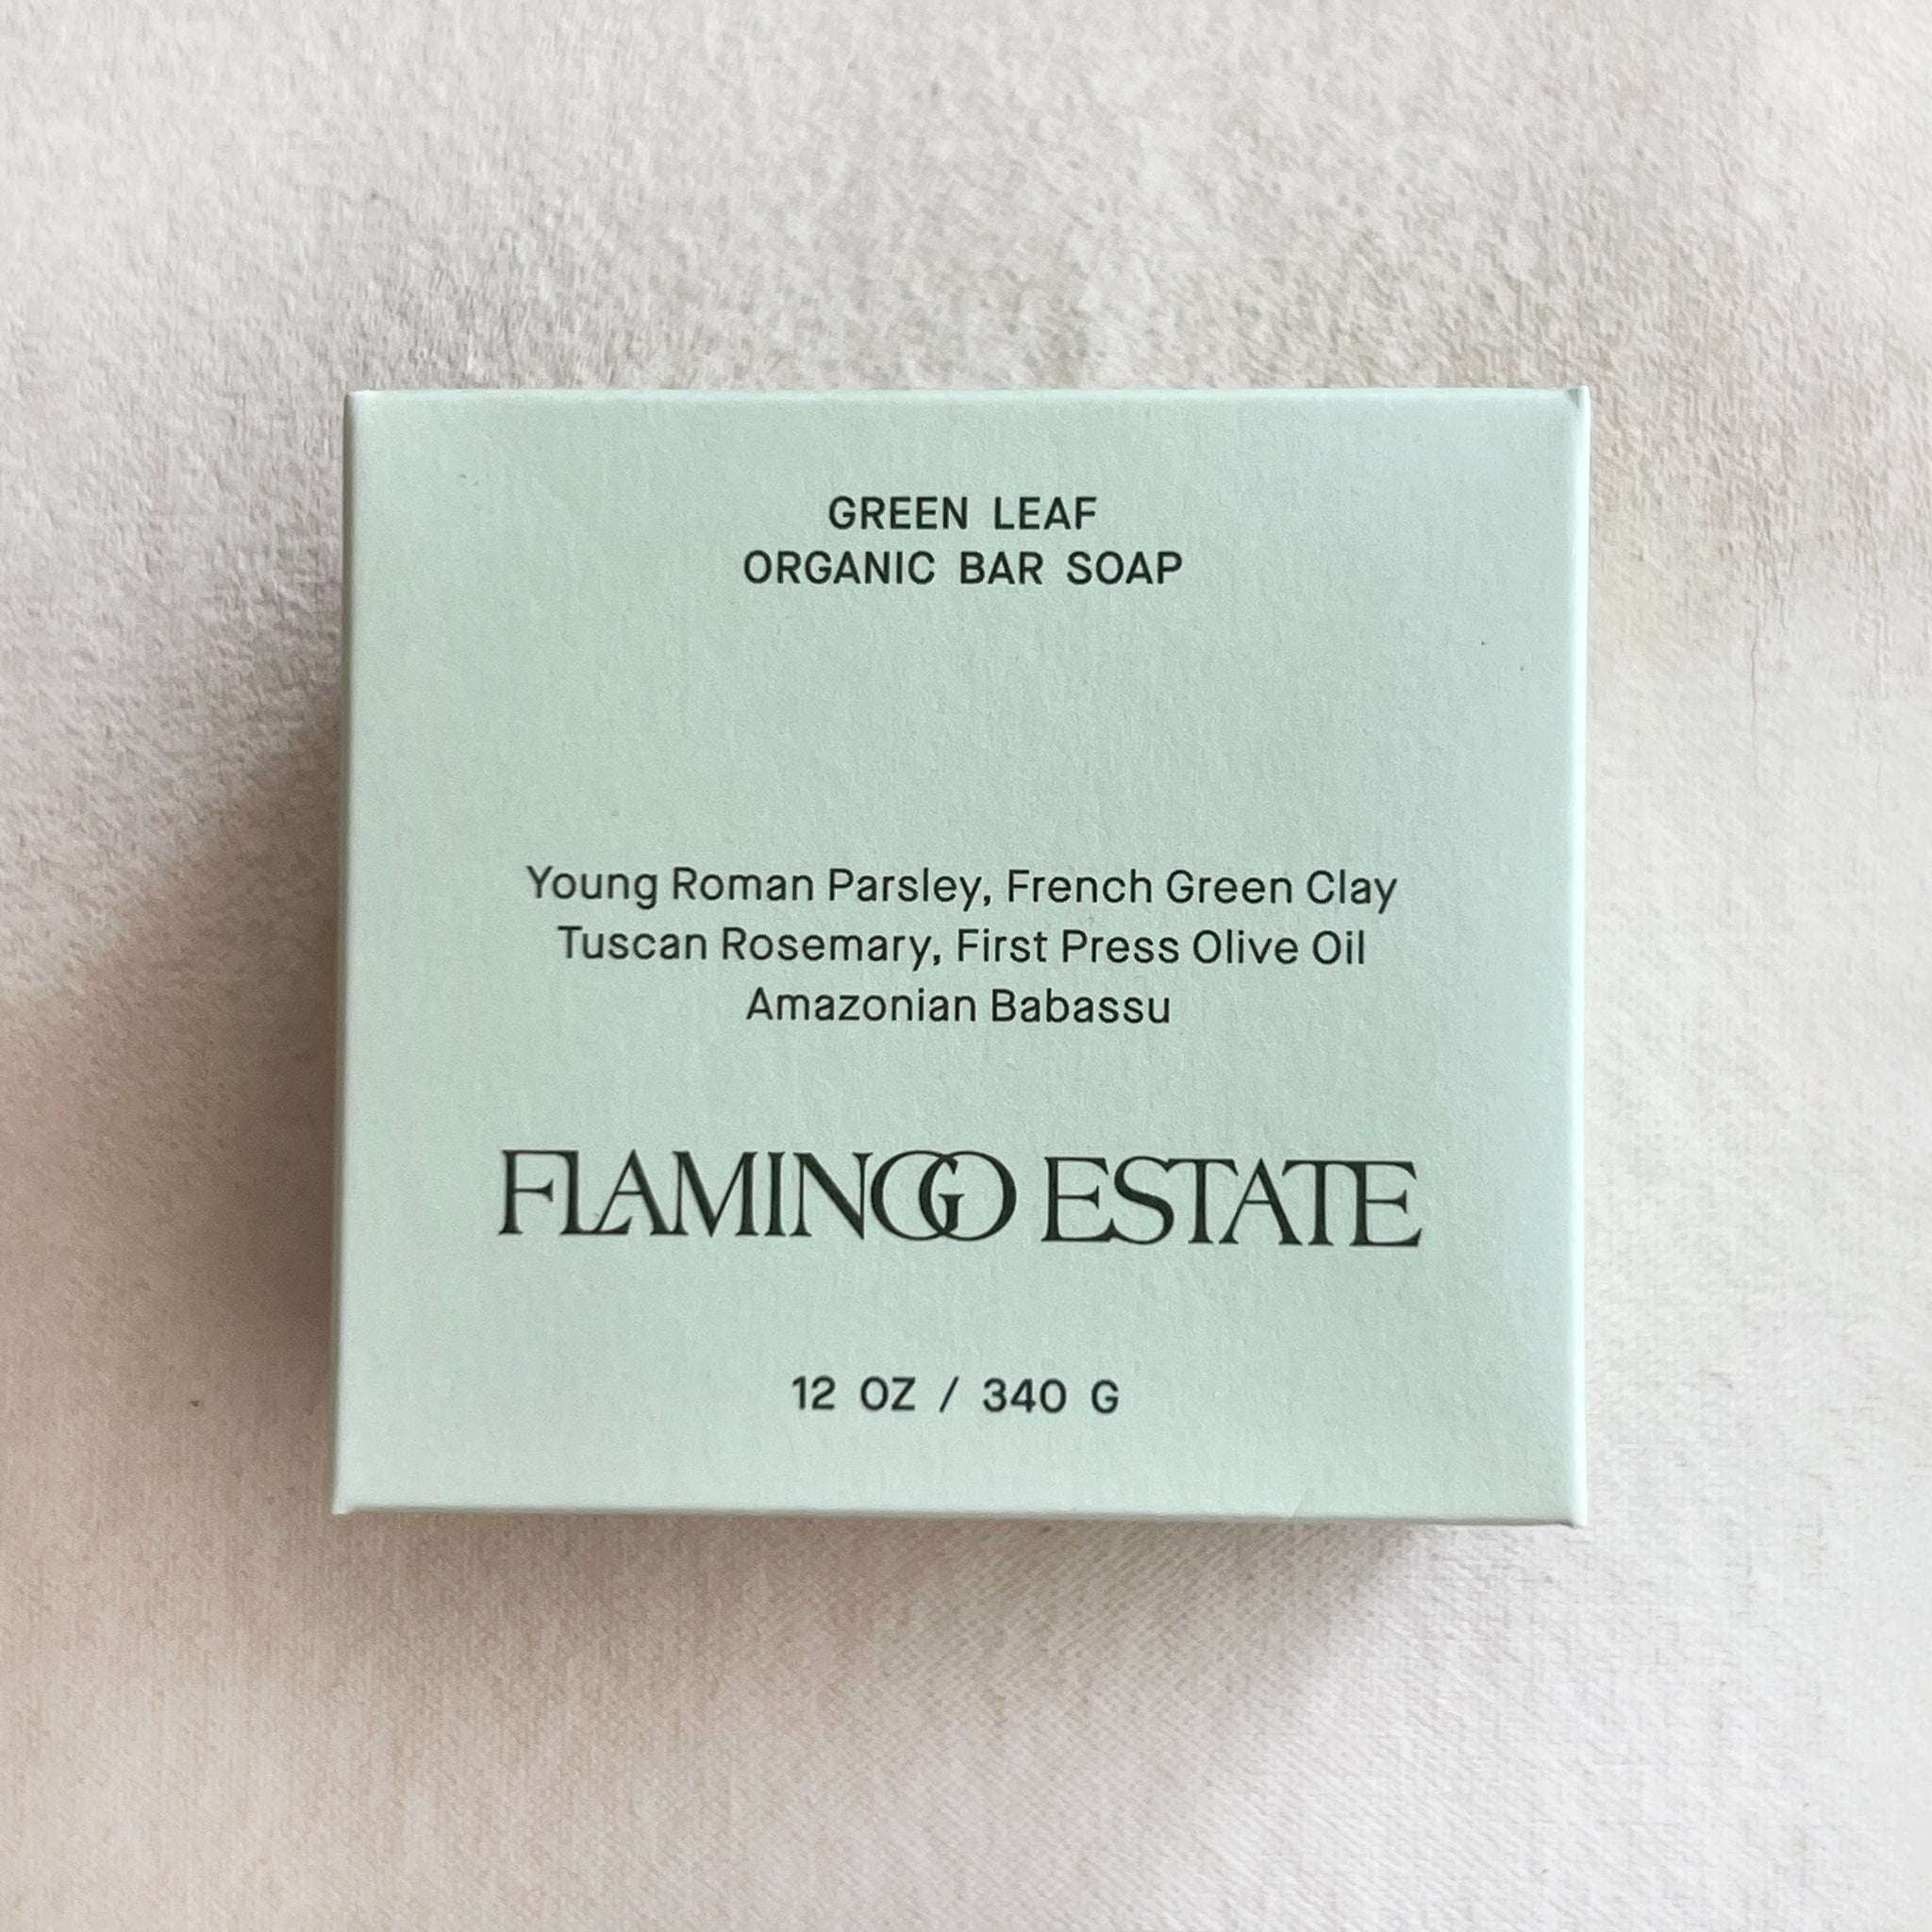 GREEN LEAF
ORGANIC BAR SOAP
Young Roman Parsley, French Green Clay
Tuscan Rosemary, First Press Olive Oil
Amazonian Babassu
FLAMINGO ESTATE
12 OZ / 340 G